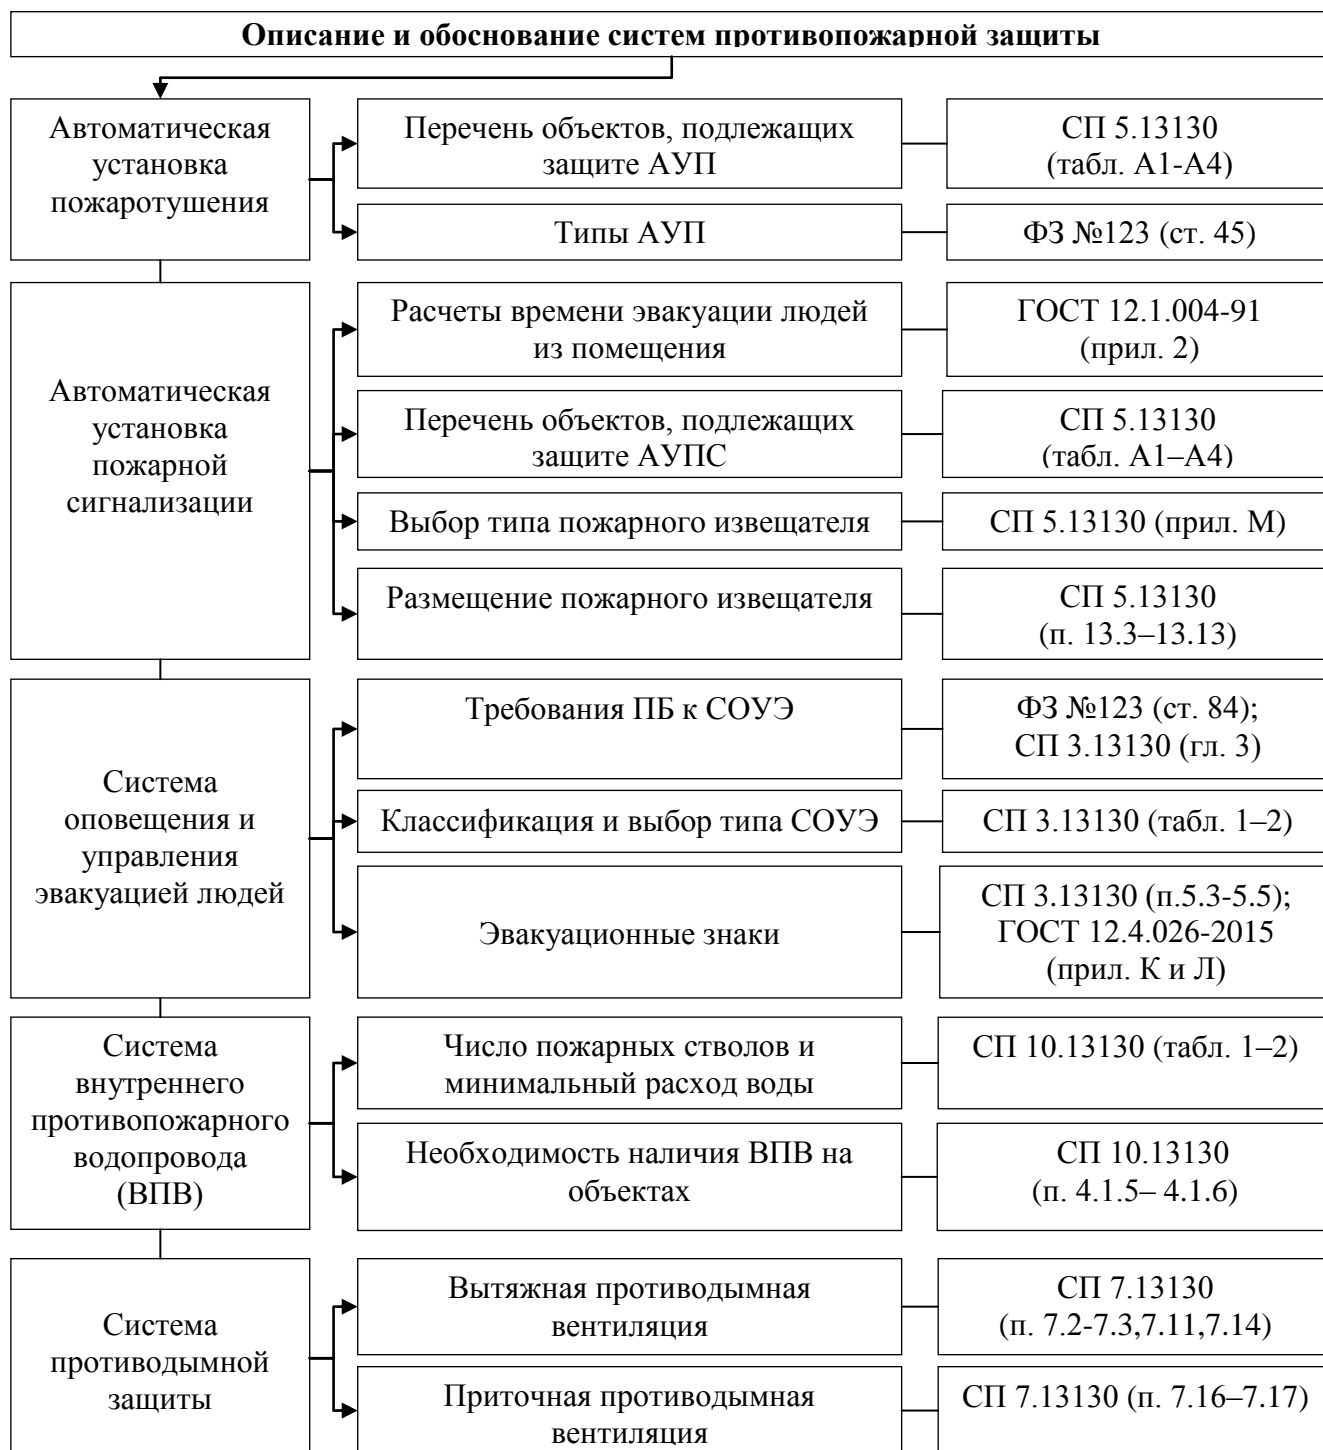 Описание и обоснование систем противопожарной защиты
Автоматическая
установка
пожаротушения
Перечень объектов, подлежащих
защите АУП
СП 5.13130
(табл. А1-А4)
Типы АУП
ФЗ №123 (ст. 45)
Автоматическая
установка
пожарной
сигнализации
Расчеты времени эвакуации людей
из помещения
ГОСТ 12.1.004-91
(прил. 2)
Перечень объектов, подлежащих
защите АУПС
СП 5.13130
(табл. А1–А4)
Выбор типа пожарного извещателя
СП 5.13130 (прил. М)
Размещение пожарного извещателя
СП 5.13130
(п. 13.3–13.13)
Система
оповещения и
управления
эвакуацией людей
Требования ПБ к СОУЭ
ФЗ №123 (ст. 84);
СП 3.13130 (гл. 3)
Классификация и выбор типа СОУЭ
СП 3.13130 (табл. 1–2)
Эвакуационные знаки
СП 3.13130 (п.5.3-5.5);
ГОСТ 12.4.026-2015
(прил. К и Л)
Система
внутреннего
противопожарного
водопровода
(ВПВ)
Число пожарных стволов и
минимальный расход воды
СП 10.13130 (табл. 1–2)
Необходимость наличия ВПВ на
объектах
СП 10.13130
(п. 4.1.5– 4.1.6)
Система
противодымной
защиты
Вытяжная противодымная
вентиляция
СП 7.13130
(п. 7.2-7.3,7.11,7.14)
Приточная противодымная
вентиляция
СП 7.13130 (п. 7.16–7.17)